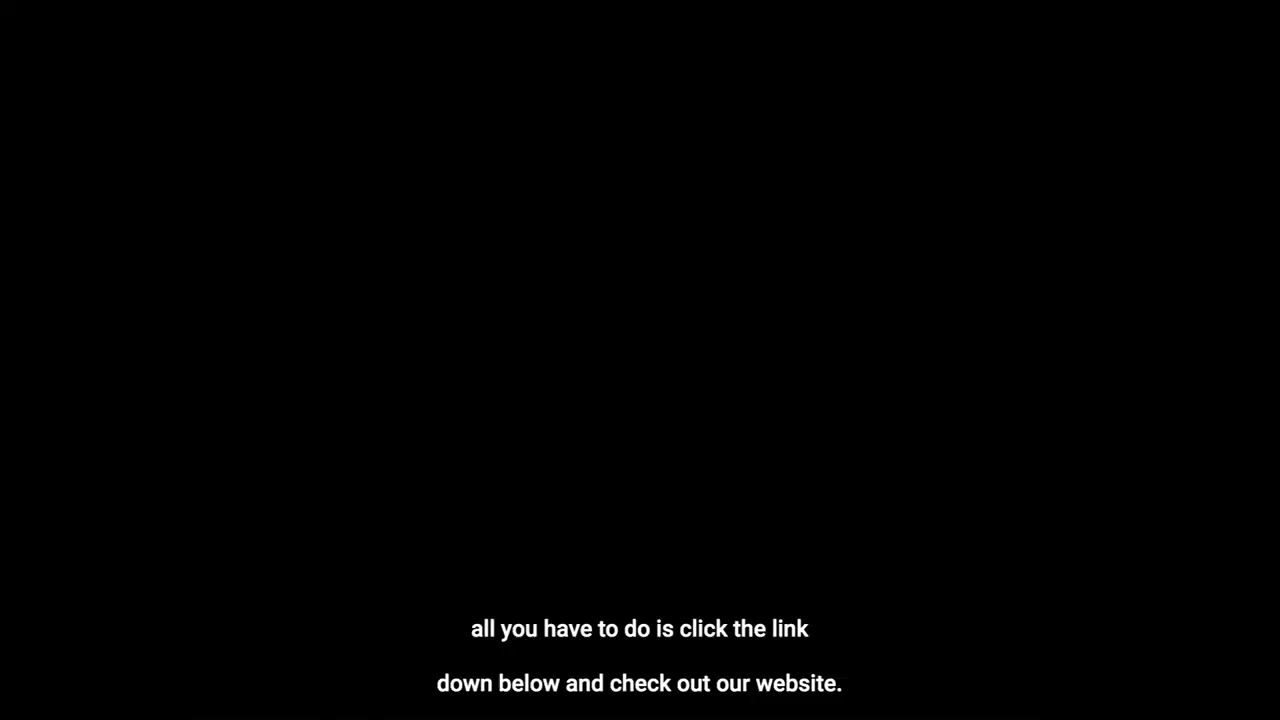 all you have to do is click the link
down below and check out our website.